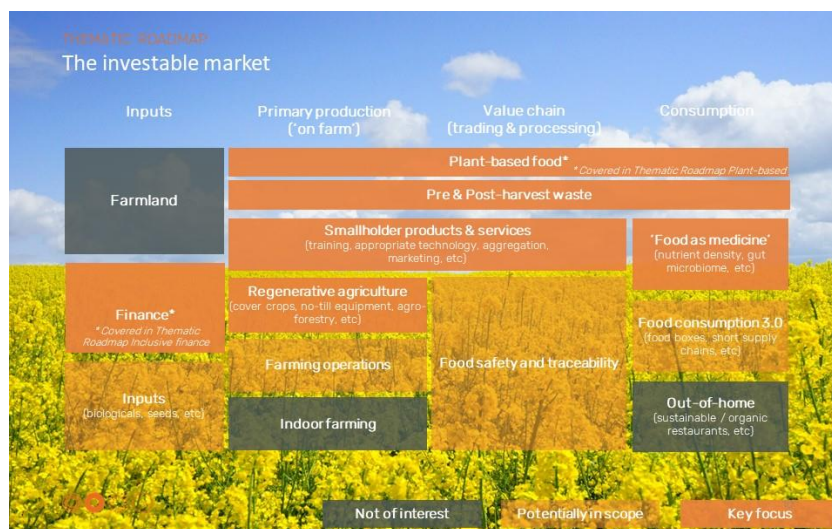 THEMATIC ROADMAP
The investable market
Inputs
Primary production
('on farm')
Value chain
(trading & processing)
Consumption
Farmland
Plant-based food*
* Covered in Thematic Roadmap Plant-based
Pre & Post-harvest waste
Smallholder products & services
(training, appropriate technology, aggregation,
marketing, etc)
'Food as medicine'
(nutrient density, gut
microbiome, etc)
Finance*
* Covered in Thematic
Roadmap Inclusive finance
Regenerative agriculture
(cover crops, no-till equipment, agro-
forestry, etc)
Food consumption 3.0
(food boxes, short supply
chains, etc)
Farming operations
Food safety and traceability
Inputs
(biologicals, seeds, etc)
Indoor farming
Out-of-home
(sustainable / organic
restaurants, etc)
Not of interest
Potentially in scope
Key focus